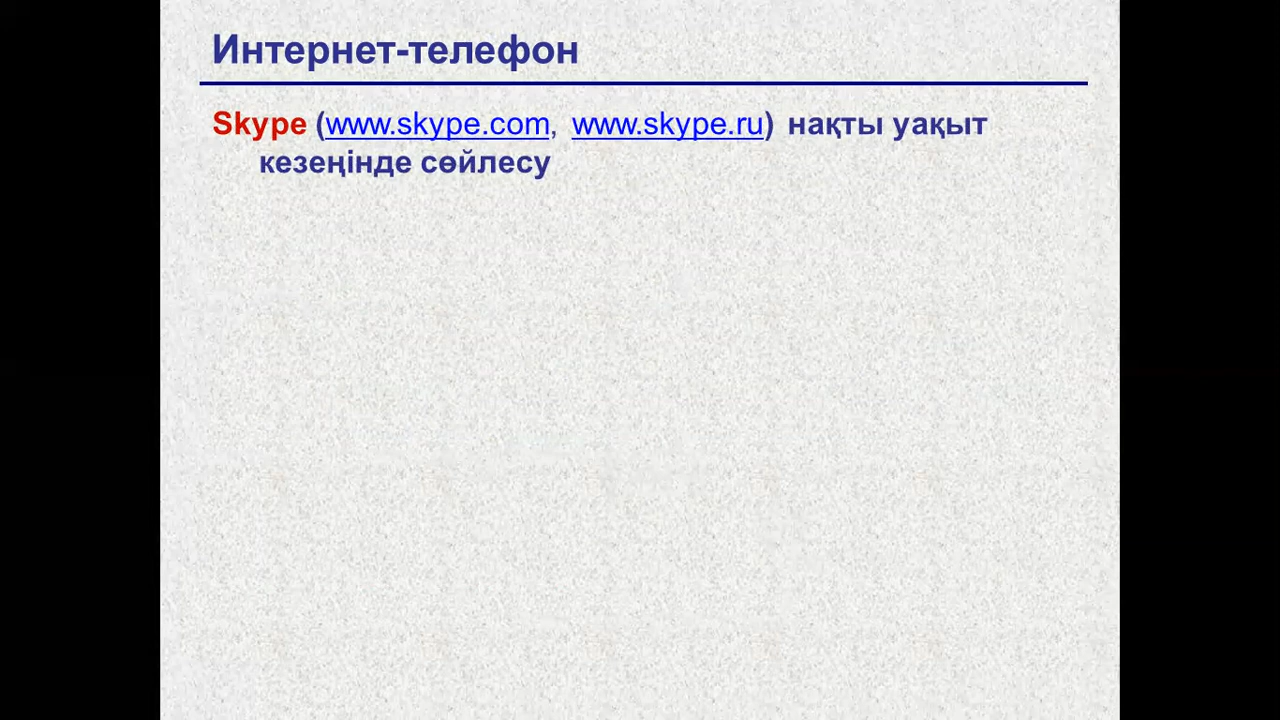 Интернет-телефон
Skype (www.skype.com, www.skype.ru) нақты уақыт
кезеңінде сөйлесу